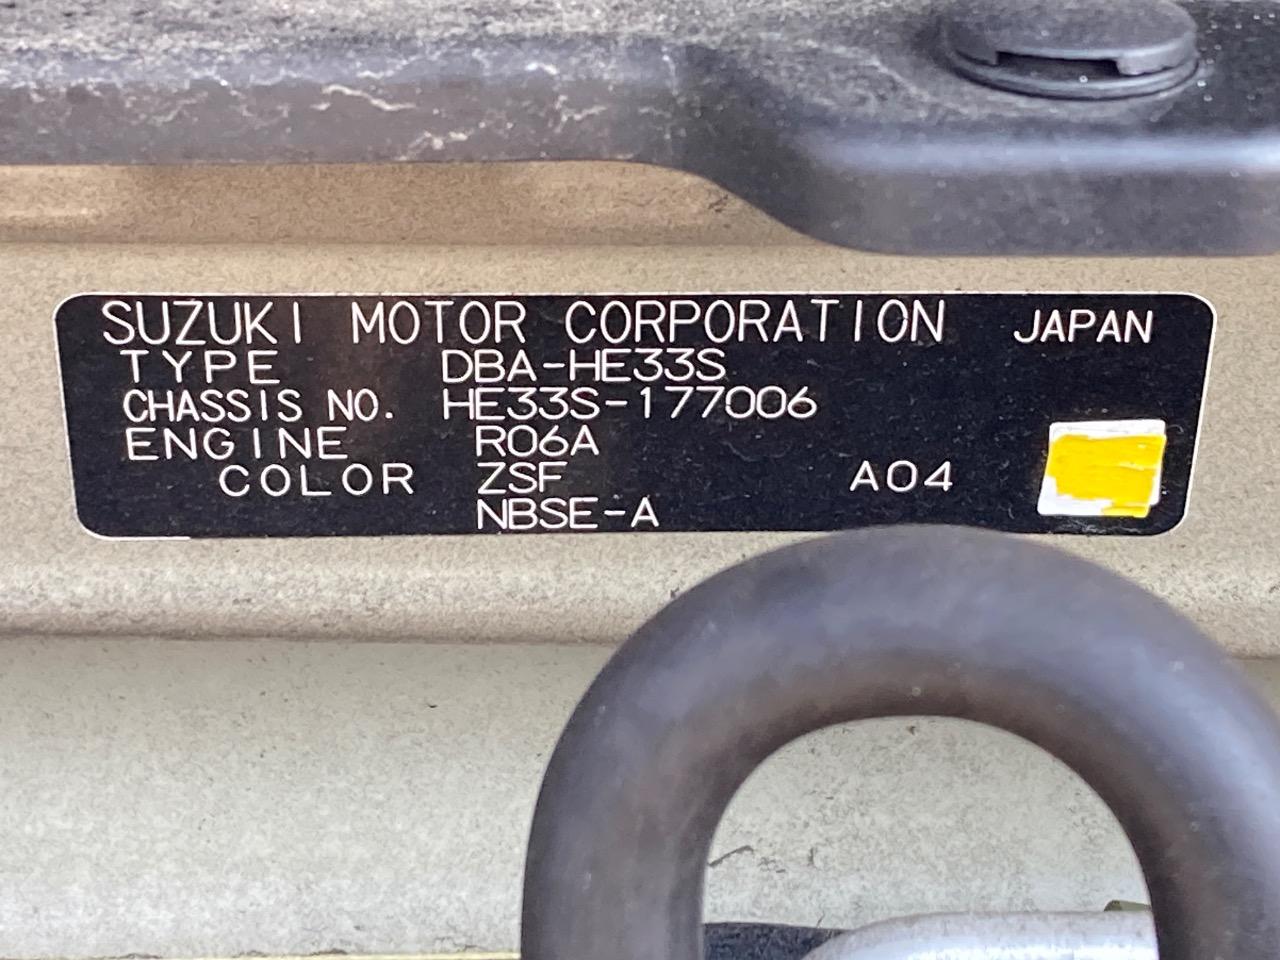 SUZUKI MOTOR CORPORATION JAPAN
TYPE DBA-HE33S
CHASSIS NO. HE33S-177006
ENGINE R06A
COLOR ZSF A04
NBSE-A